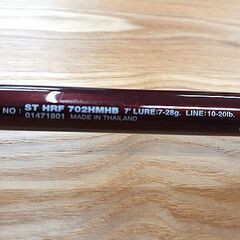 NO : ST HRF 702HMHB 7' LURE:7-28g. LINE:10-20lb.
01471801 MADE IN THAILAND